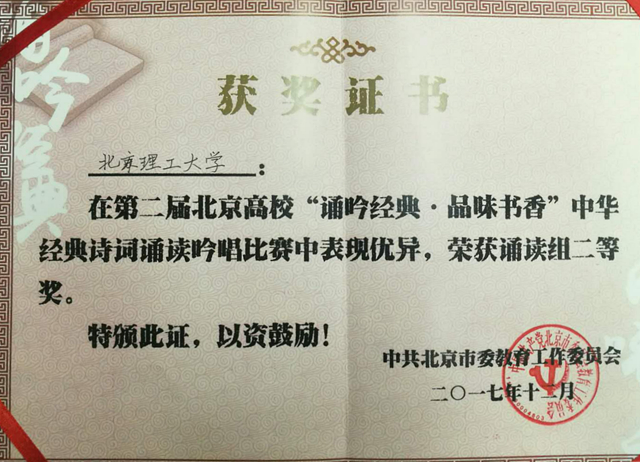 获奖证书
北京理工大学：
在第二届北京高校“诵吟经典·品味书香”中华
经典诗词诵读吟唱比赛中表现优异，荣获诵读组二等
奖。
特颁此证，以资鼓励！
中共北京市委教育工作委员会
二〇一七年十二月